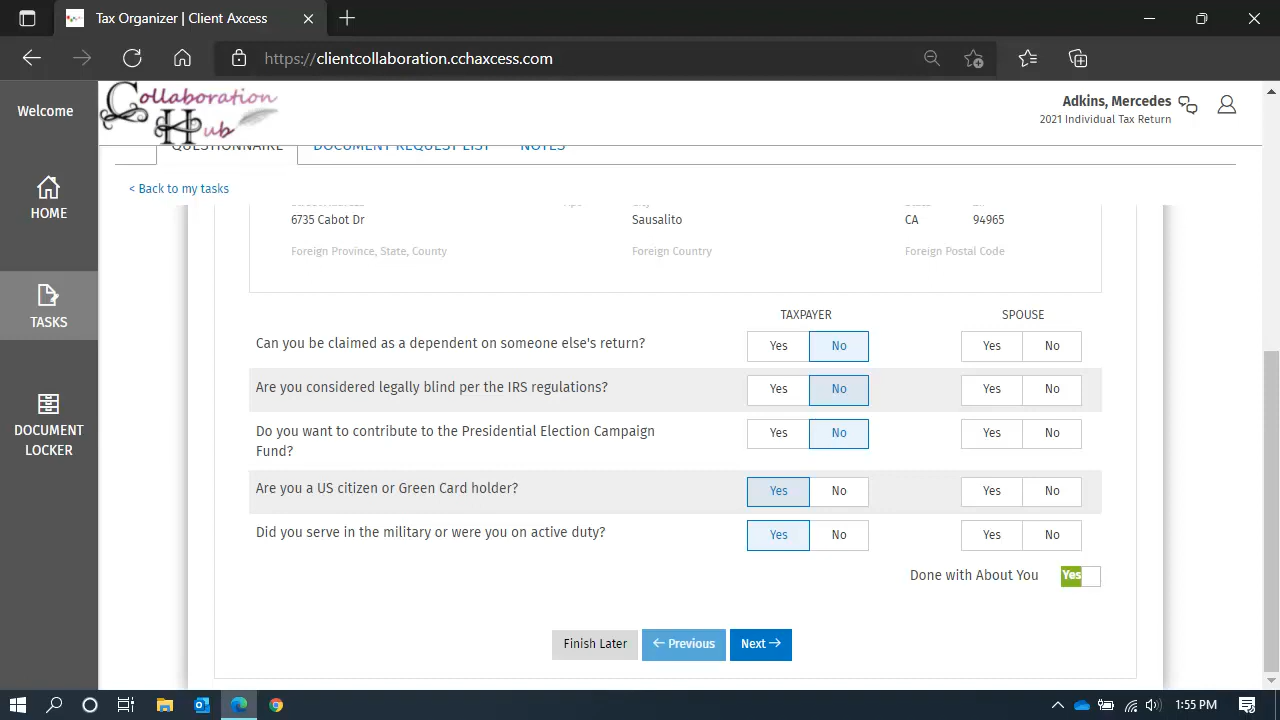 Tax Organizer | Client Axcess
https://clientcollaboration.cchaxcess.com
Welcome
Collaboration
Hub
Adkins, Mercedes
2021 Individual Tax Return
QUESTIONNAIRE DOCUMENT REQUEST LIST NOTES
< Back to my tasks
HOME
TASKS
DOCUMENT
LOCKER
6735 Cabot Dr Sausalito CA 94965
Foreign Province, State, County Foreign Country Foreign Postal Code
TAXPAYER SPOUSE
Can you be claimed as a dependent on someone else's return? Yes No Yes No
Are you considered legally blind per the IRS regulations? Yes No Yes No
Do you want to contribute to the Presidential Election Campaign
Fund? Yes No Yes No
Are you a US citizen or Green Card holder? Yes No Yes No
Did you serve in the military or were you on active duty? Yes No Yes No
Done with About You Yes
Finish Later ← Previous Next →
1:55 PM